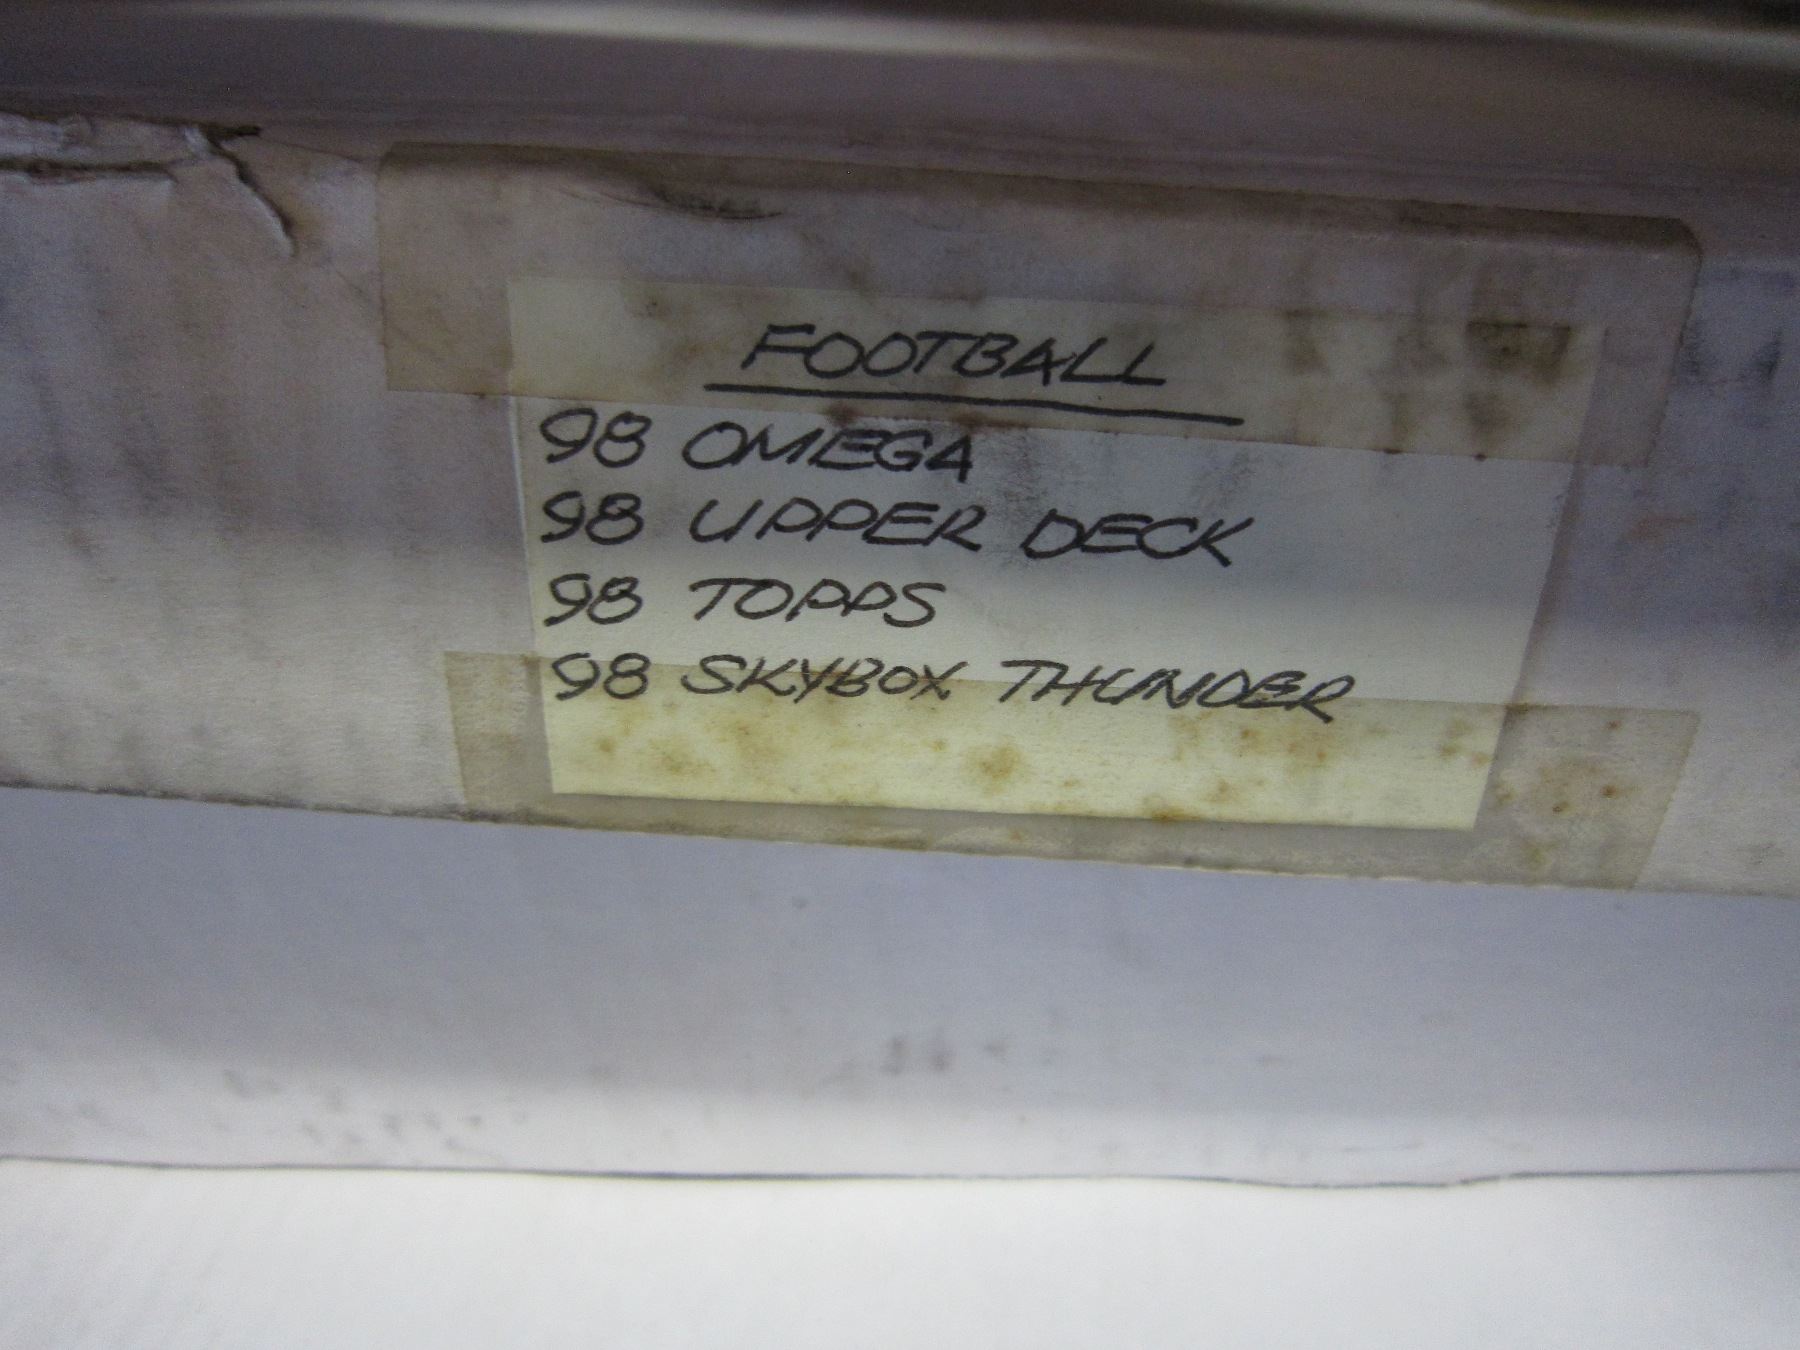 FOOTBALL
98 OMEGA
98 UPPER DECK
98 TOPPS
98 SKYBOX THUNDER